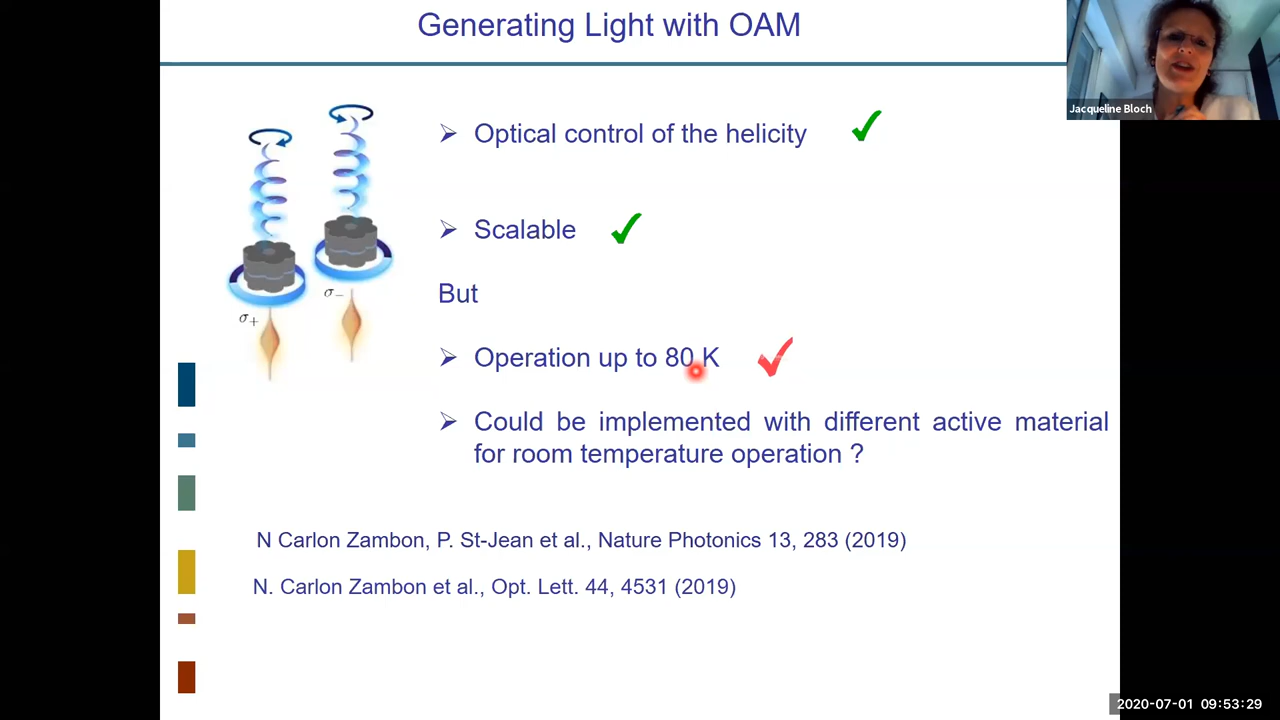 Generating Light with OAM
Jacqueline Bloch
Optical control of the helicity
Scalable
But
σ−
σ+
Operation up to 80 K
Could be implemented with different active material
for room temperature operation ?
N Carlon Zambon, P. St-Jean et al., Nature Photonics 13, 283 (2019)
N. Carlon Zambon et al., Opt. Lett. 44, 4531 (2019)
2020-07-01 09:53:29